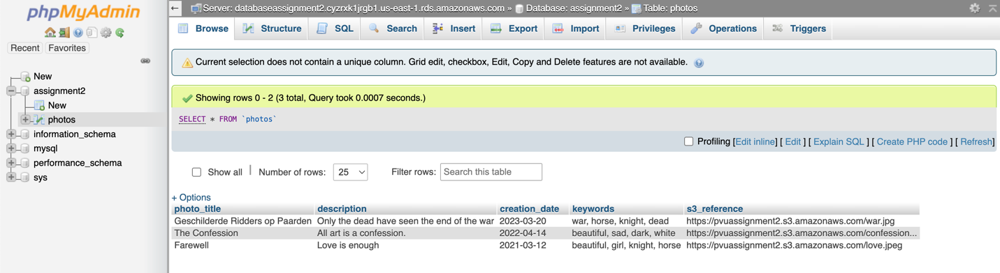 phpMyAdmin
Recent Favorites
New
assignment2
New
photos
information_schema
mysql
performance_schema
sys
Server: databaseassignment2.cyzrxk1jrgb1.us-east-1.rds.amazonaws.com » Database: assignment2 » Table: photos
Browse Structure SQL Search Insert Export Import Privileges Operations Triggers
Current selection does not contain a unique column. Grid edit, checkbox, Edit, Copy and Delete features are not available.
Showing rows 0 - 2 (3 total, Query took 0.0007 seconds.)
SELECT * FROM `photos`
Profiling [Edit inline] [ Edit ] [ Explain SQL ] [ Create PHP code ] [ Refresh]
Show all | Number of rows: 25 Filter rows: Search this table
+ Options
photo_title description creation_date keywords s3_reference
Geschilderde Ridders op Paarden Only the dead have seen the end of the war 2023-03-20 war, horse, knight, dead https://pvuassignment2.s3.amazonaws.com/war.jpg
The Confession All art is a confession. 2022-04-14 beautiful, sad, dark, white https://pvuassignment2.s3.amazonaws.com/confession...
Farewell Love is enough 2021-03-12 beautiful, girl, knight, horse https://pvuassignment2.s3.amazonaws.com/love.jpeg